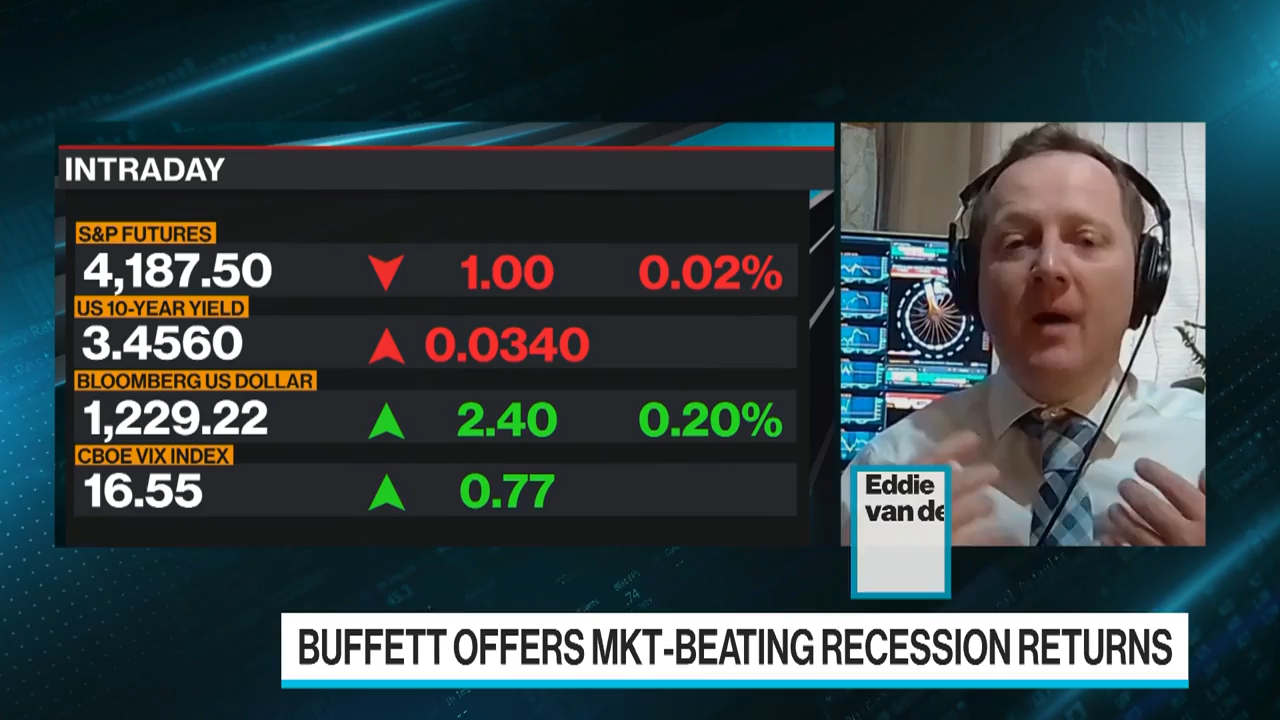 INTRADAY
S&P FUTURES
4,187.50 1.00 0.02%
US 10-YEAR YIELD
3.4560 0.0340
BLOOMBERG US DOLLAR
1,229.22 2.40 0.20%
CBOE VIX INDEX
16.55 0.77
Eddie
van de
BUFFETT OFFERS MKT-BEATING RECESSION RETURNS